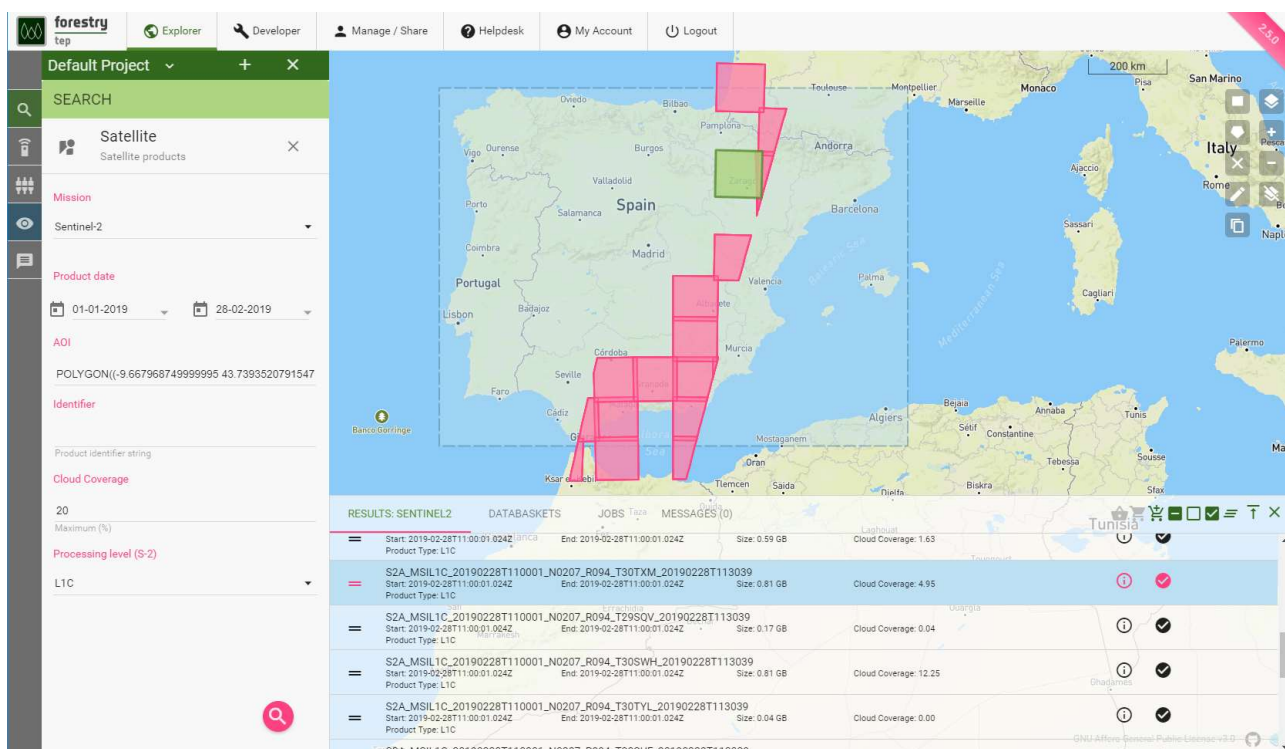 forestry
tep
Explorer
Developer
Manage / Share
Helpdesk
My Account
Logout
2.5.0
Default Project
SEARCH
Satellite
Satellite products
Mission
Sentinel-2
Product date
01-01-2019
28-02-2019
AOI
POLYGON((-9.667968749999995 43.7393520791547
Identifier
Product identifier string
Cloud Coverage
20
Maximum (%)
Processing level (S-2)
L1C
200 km
San Marino
Toulouse
Montpellier
Monaco
Pisa
Marseille
Oviedo
Bilbao
Pamplona
Vigo
Ourense
Burgos
Andorra
Italy
Ajaccio
Rome
Valladolid
Porto
Salamanca
Spain
Barcelona
Sassari
Coimbra
Madrid
Portugal
Valencia
Palma
Balearic Sea
Cagliari
Lisbon
Badajoz
Mediterranean Sea
Córdoba
Murcia
Palermo
Seville
Faro
Cádiz
Banco Gorringe
Algiers
Bejaia
Annaba
Tunis
Sétif
Constantine
Mostaganem
Oran
Tebessa
Sousse
Tlemcen
Saida
Biskra
Sfax
RESULTS: SENTINEL2
DATABASKETS
JOBS
MESSAGES (0)
Taza
Laghouat
Tunisia
Start: 2019-02-28T11:00:01.024Z End: 2019-02-28T11:00:01.024Z Size: 0.59 GB Cloud Coverage: 1.63
Product Type: L1C
S2A_MSIL1C_20190228T110001_N0207_R094_T30TXM_20190228T113039
Start: 2019-02-28T11:00:01.024Z End: 2019-02-28T11:00:01.024Z Size: 0.81 GB Cloud Coverage: 4.95
Product Type: L1C
Errachidia
Ouargla
S2A_MSIL1C_20190228T110001_N0207_R094_T29SQV_20190228T113039
Start: 2019-02-28T11:00:01.024Z End: 2019-02-28T11:00:01.024Z Size: 0.17 GB Cloud Coverage: 0.04
Product Type: L1C
Marrakesh
S2A_MSIL1C_20190228T110001_N0207_R094_T30SWH_20190228T113039
Start: 2019-02-28T11:00:01.024Z End: 2019-02-28T11:00:01.024Z Size: 0.81 GB Cloud Coverage: 12.25
Product Type: L1C
Ghadames
S2A_MSIL1C_20190228T110001_N0207_R094_T30TYL_20190228T113039
Start: 2019-02-28T11:00:01.024Z End: 2019-02-28T11:00:01.024Z Size: 0.04 GB Cloud Coverage: 0.00
Product Type: L1C
GNU Affero General Public License v3.0